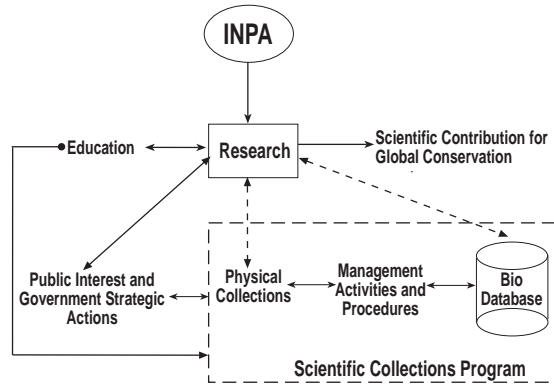 INPA
Education
Research
Scientific Contribution for
Global Conservation
Public Interest and
Government Strategic
Actions
Physical
Collections
Management
Activities and
Procedures
Bio
Database
Scientific Collections Program